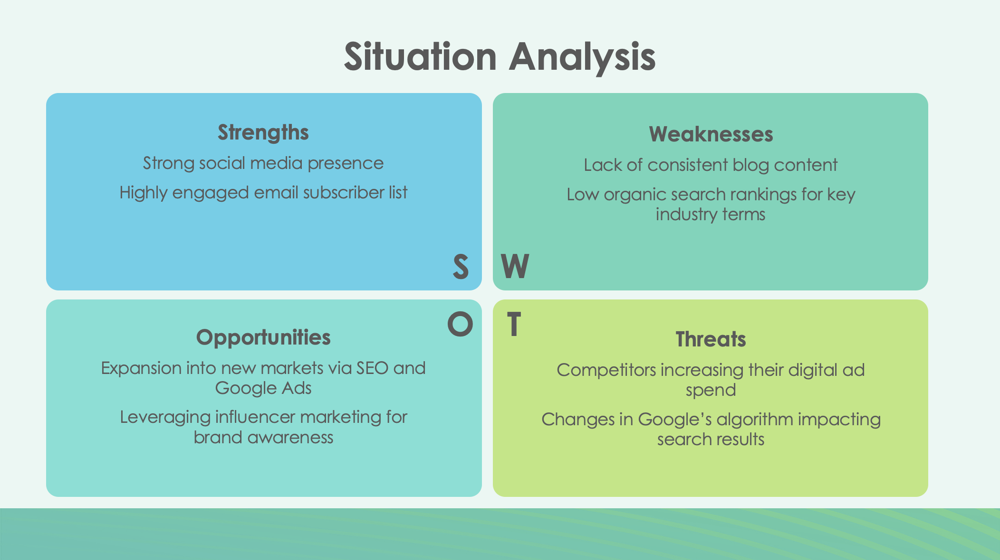 Situation Analysis
Strengths
Strong social media presence
Highly engaged email subscriber list
S
Weaknesses
Lack of consistent blog content
Low organic search rankings for key
industry terms
W
O
Opportunities
Expansion into new markets via SEO and
Google Ads
Leveraging influencer marketing for
brand awareness
T
Threats
Competitors increasing their digital ad
spend
Changes in Google’s algorithm impacting
search results